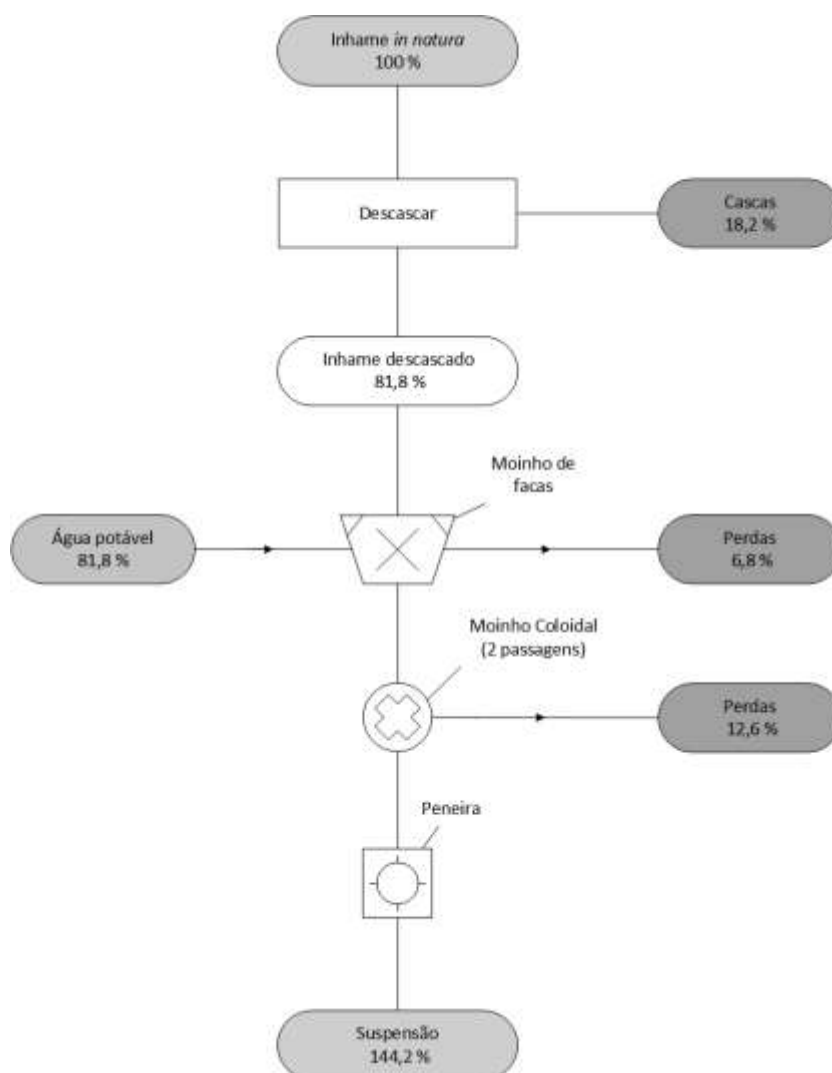 Inhame in natura
100 %
Descascar
Cascas
18,2 %
Inhame descascado
81,8 %
Moinho de
facas
Água potável
81,8 %
Perdas
6,8 %
Moinho Coloidal
(2 passagens)
Perdas
12,6 %
Peneira
Suspensão
144,2 %